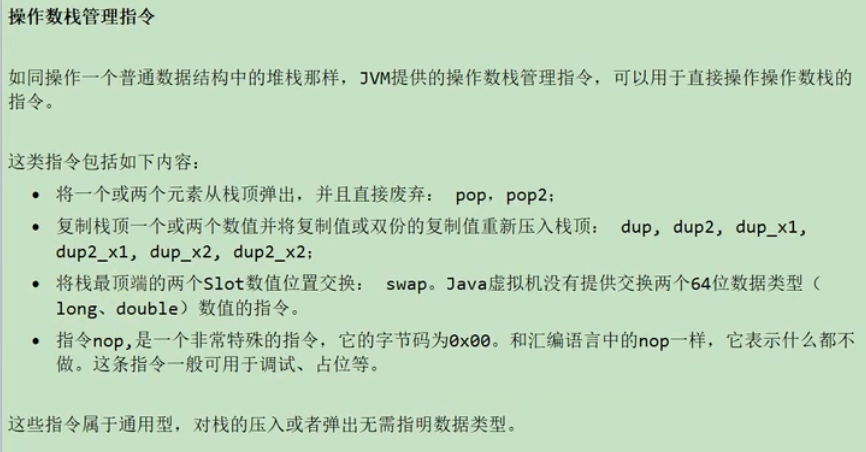 操作数栈管理指令
如同操作一个普通数据结构中的堆栈那样，JVM提供的操作数栈管理指令，可以用于直接操作操作数栈的
指令。
这类指令包括如下内容：
• 将一个或两个元素从栈顶弹出，并且直接废弃： pop，pop2；
• 复制栈顶一个或两个数值并将复制值或双份的复制值重新压入栈顶： dup, dup2, dup_x1,
dup2_x1, dup_x2, dup2_x2；
• 将栈最顶端的两个Slot数值位置交换： swap。Java虚拟机没有提供交换两个64位数据类型（
long、double）数值的指令。
• 指令nop,是一个非常特殊的指令，它的字节码为0x00。和汇编语言中的nop一样，它表示什么都不
做。这条指令一般可用于调试、占位等。
这些指令属于通用型，对栈的压入或者弹出无需指明数据类型。